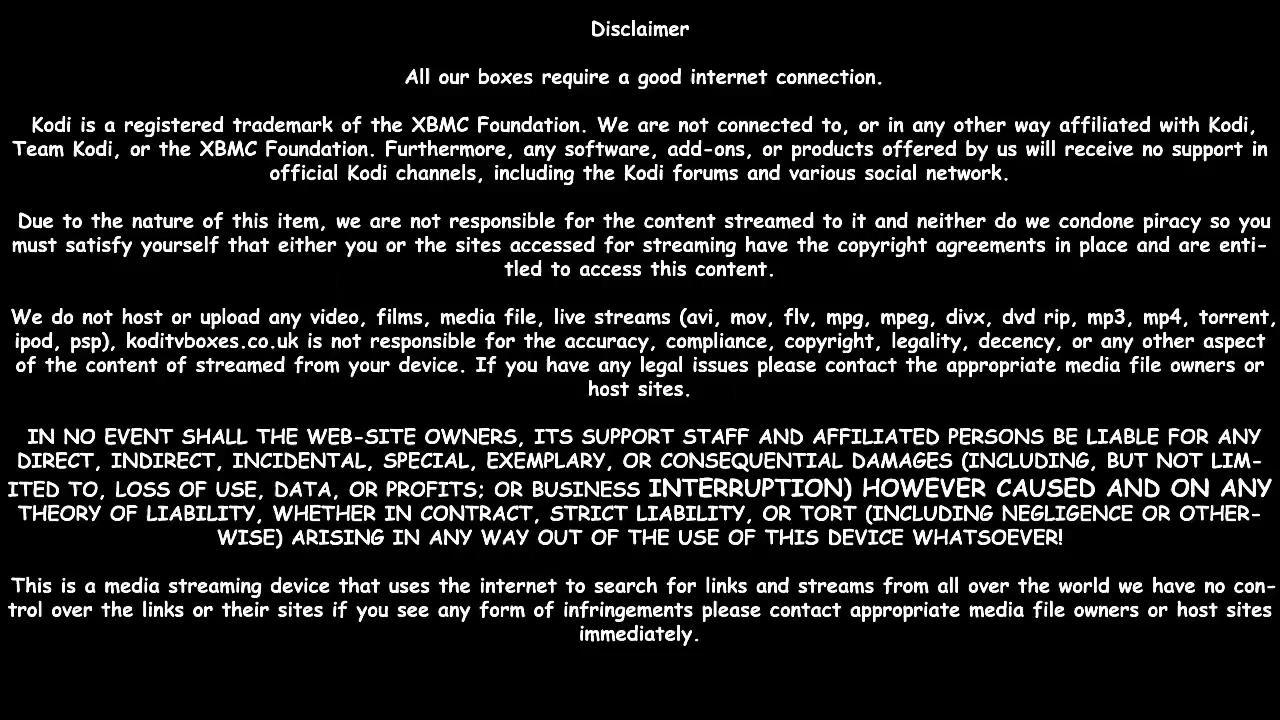 Disclaimer
All our boxes require a good internet connection.
Kodi is a registered trademark of the XBMC Foundation. We are not connected to, or in any other way affiliated with Kodi,
Team Kodi, or the XBMC Foundation. Furthermore, any software, add-ons, or products offered by us will receive no support in
official Kodi channels, including the Kodi forums and various social network.
Due to the nature of this item, we are not responsible for the content streamed to it and neither do we condone piracy so you
must satisfy yourself that either you or the sites accessed for streaming have the copyright agreements in place and are enti-
tled to access this content.
We do not host or upload any video, films, media file, live streams (avi, mov, flv, mpg, mpeg, divx, dvd rip, mp3, mp4, torrent,
ipod, psp), koditvboxes.co.uk is not responsible for the accuracy, compliance, copyright, legality, decency, or any other aspect
of the content of streamed from your device. If you have any legal issues please contact the appropriate media file owners or
host sites.
IN NO EVENT SHALL THE WEB-SITE OWNERS, ITS SUPPORT STAFF AND AFFILIATED PERSONS BE LIABLE FOR ANY
DIRECT, INDIRECT, INCIDENTAL, SPECIAL, EXEMPLARY, OR CONSEQUENTIAL DAMAGES (INCLUDING, BUT NOT LIM-
ITED TO, LOSS OF USE, DATA, OR PROFITS; OR BUSINESS INTERRUPTION) HOWEVER CAUSED AND ON ANY
THEORY OF LIABILITY, WHETHER IN CONTRACT, STRICT LIABILITY, OR TORT (INCLUDING NEGLIGENCE OR OTHER-
WISE) ARISING IN ANY WAY OUT OF THE USE OF THIS DEVICE WHATSOEVER!
This is a media streaming device that uses the internet to search for links and streams from all over the world we have no con-
trol over the links or their sites if you see any form of infringements please contact appropriate media file owners or host sites
immediately.